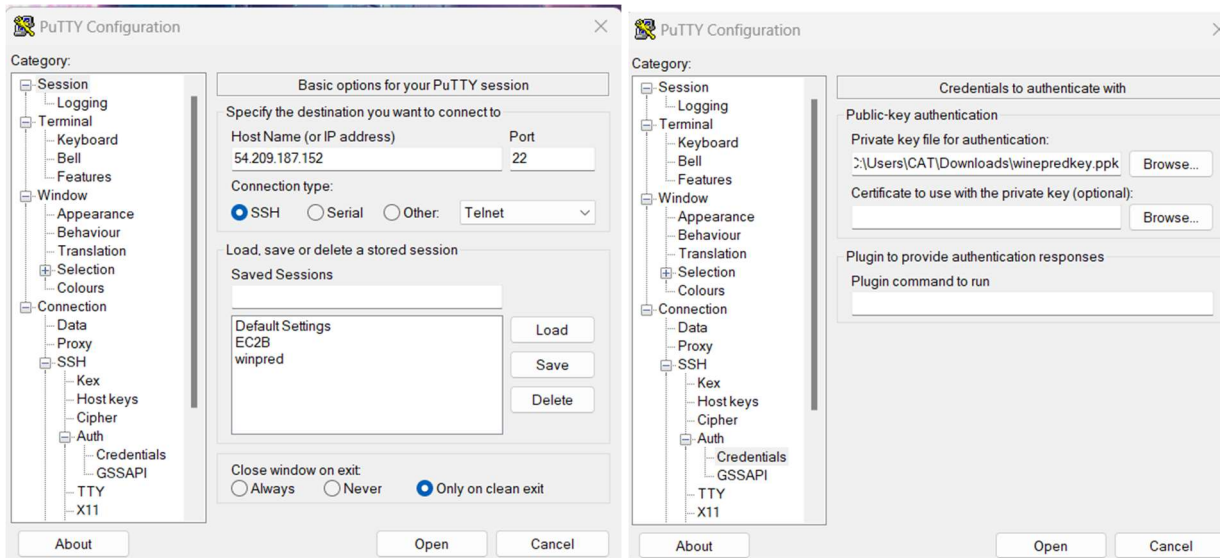 PuTTY Configuration
Category:
Session
Logging
Terminal
Keyboard
Bell
Features
Window
Appearance
Behaviour
Translation
Selection
Colours
Connection
Data
Proxy
SSH
Kex
Host keys
Cipher
Auth
Credentials
GSSAPI
TTY
X11
Basic options for your PuTTY session
Specify the destination you want to connect to
Host Name (or IP address) Port
54.209.187.152 22
Connection type:
SSH Serial Other: Telnet
Load, save or delete a stored session
Saved Sessions
Default Settings
EC2B
winpred
Load
Save
Delete
Close window on exit:
Always Never Only on clean exit
About Open Cancel
PuTTY Configuration
Category:
Session
Logging
Terminal
Keyboard
Bell
Features
Window
Appearance
Behaviour
Translation
Selection
Colours
Connection
Data
Proxy
SSH
Kex
Host keys
Cipher
Auth
Credentials
GSSAPI
TTY
X11
Credentials to authenticate with
Public-key authentication
Private key file for authentication:
:\Users\CAT\Downloads\winepredkey.ppk Browse...
Certificate to use with the private key (optional):
Browse...
Plugin to provide authentication responses
Plugin command to run
About Open Cancel